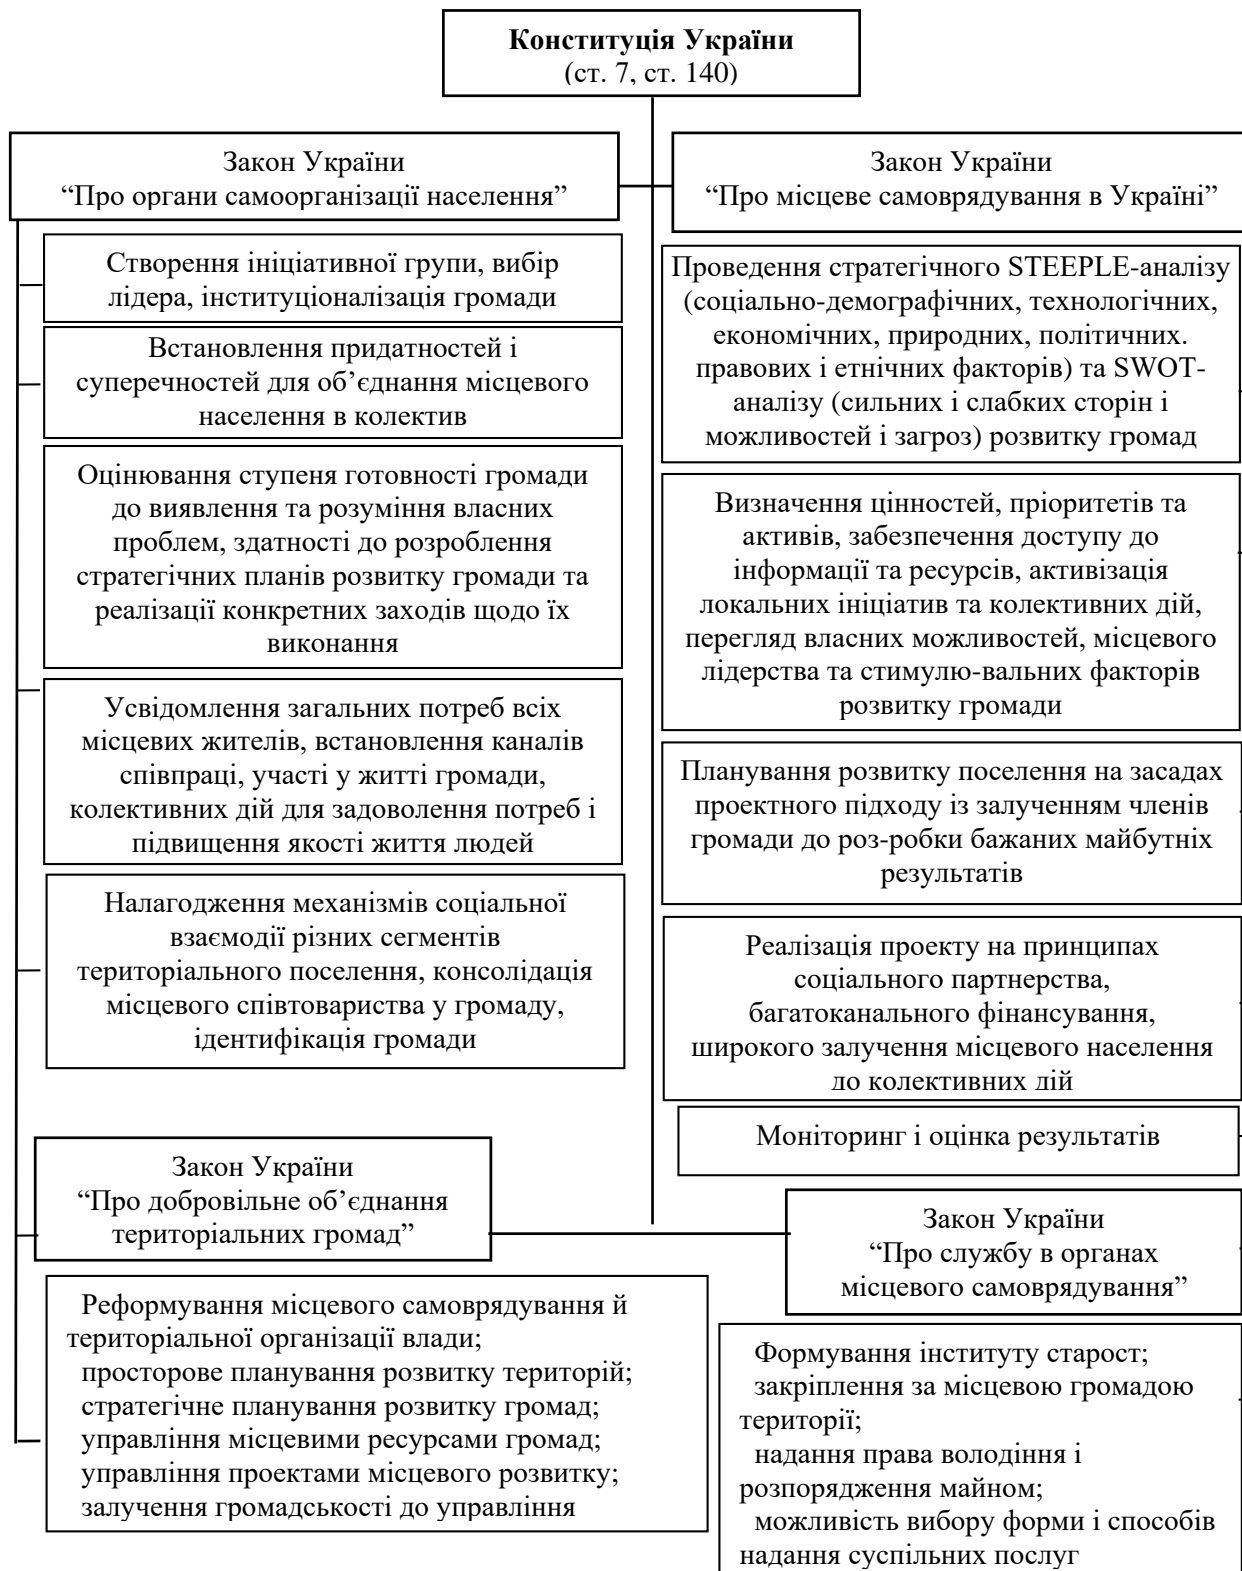 Конституція України
(ст. 7, ст. 140)
Закон України
“Про органи самоорганізації населення”
Створення ініціативної групи, вибір
лідера, інституціоналізація громади
Встановлення придатностей і
суперечностей для об’єднання місцевого
населення в колектив
Оцінювання ступеня готовності громади
до виявлення та розуміння власних
проблем, здатності до розроблення
стратегічних планів розвитку громади та
реалізації конкретних заходів щодо їх
виконання
Усвідомлення загальних потреб всіх
місцевих жителів, встановлення каналів
співпраці, участі у житті громади,
колективних дій для задоволення потреб і
підвищення якості життя людей
Налагодження механізмів соціальної
взаємодії різних сегментів
територіального поселення, консолідація
місцевого співтовариства у громаду,
ідентифікація громади
Закон України
“Про місцеве самоврядування в Україні”
Проведення стратегічного STEEPLE-аналізу
(соціально-демографічних, технологічних,
економічних, природних, політичних.
правових і етнічних факторів) та SWOT-
аналізу (сильних і слабких сторін і
можливостей і загроз) розвитку громад
Визначення цінностей, пріоритетів та
активів, забезпечення доступу до
інформації та ресурсів, активізація
локальних ініціатив та колективних дій,
перегляд власних можливостей, місцевого
лідерства та стимулю-вальних факторів
розвитку громади
Планування розвитку поселення на засадах
проектного підходу із залученням членів
громади до роз-робки бажаних майбутніх
результатів
Реалізація проекту на принципах
соціального партнерства,
багатоканального фінансування,
широкого залучення місцевого населення
до колективних дій
Моніторинг і оцінка результатів
Закон України
“Про добровільне об’єднання
територіальних громад”
Реформування місцевого самоврядування й
територіальної організації влади;
просторове планування розвитку територій;
стратегічне планування розвитку громад;
управління місцевими ресурсами громад;
управління проектами місцевого розвитку;
залучення громадськості до управління
Закон України
“Про службу в органах
місцевого самоврядування”
Формування інституту старост;
закріплення за місцевою громадою
території;
надання права володіння і
розпорядження майном;
можливість вибору форми і способів
надання суспільних послуг